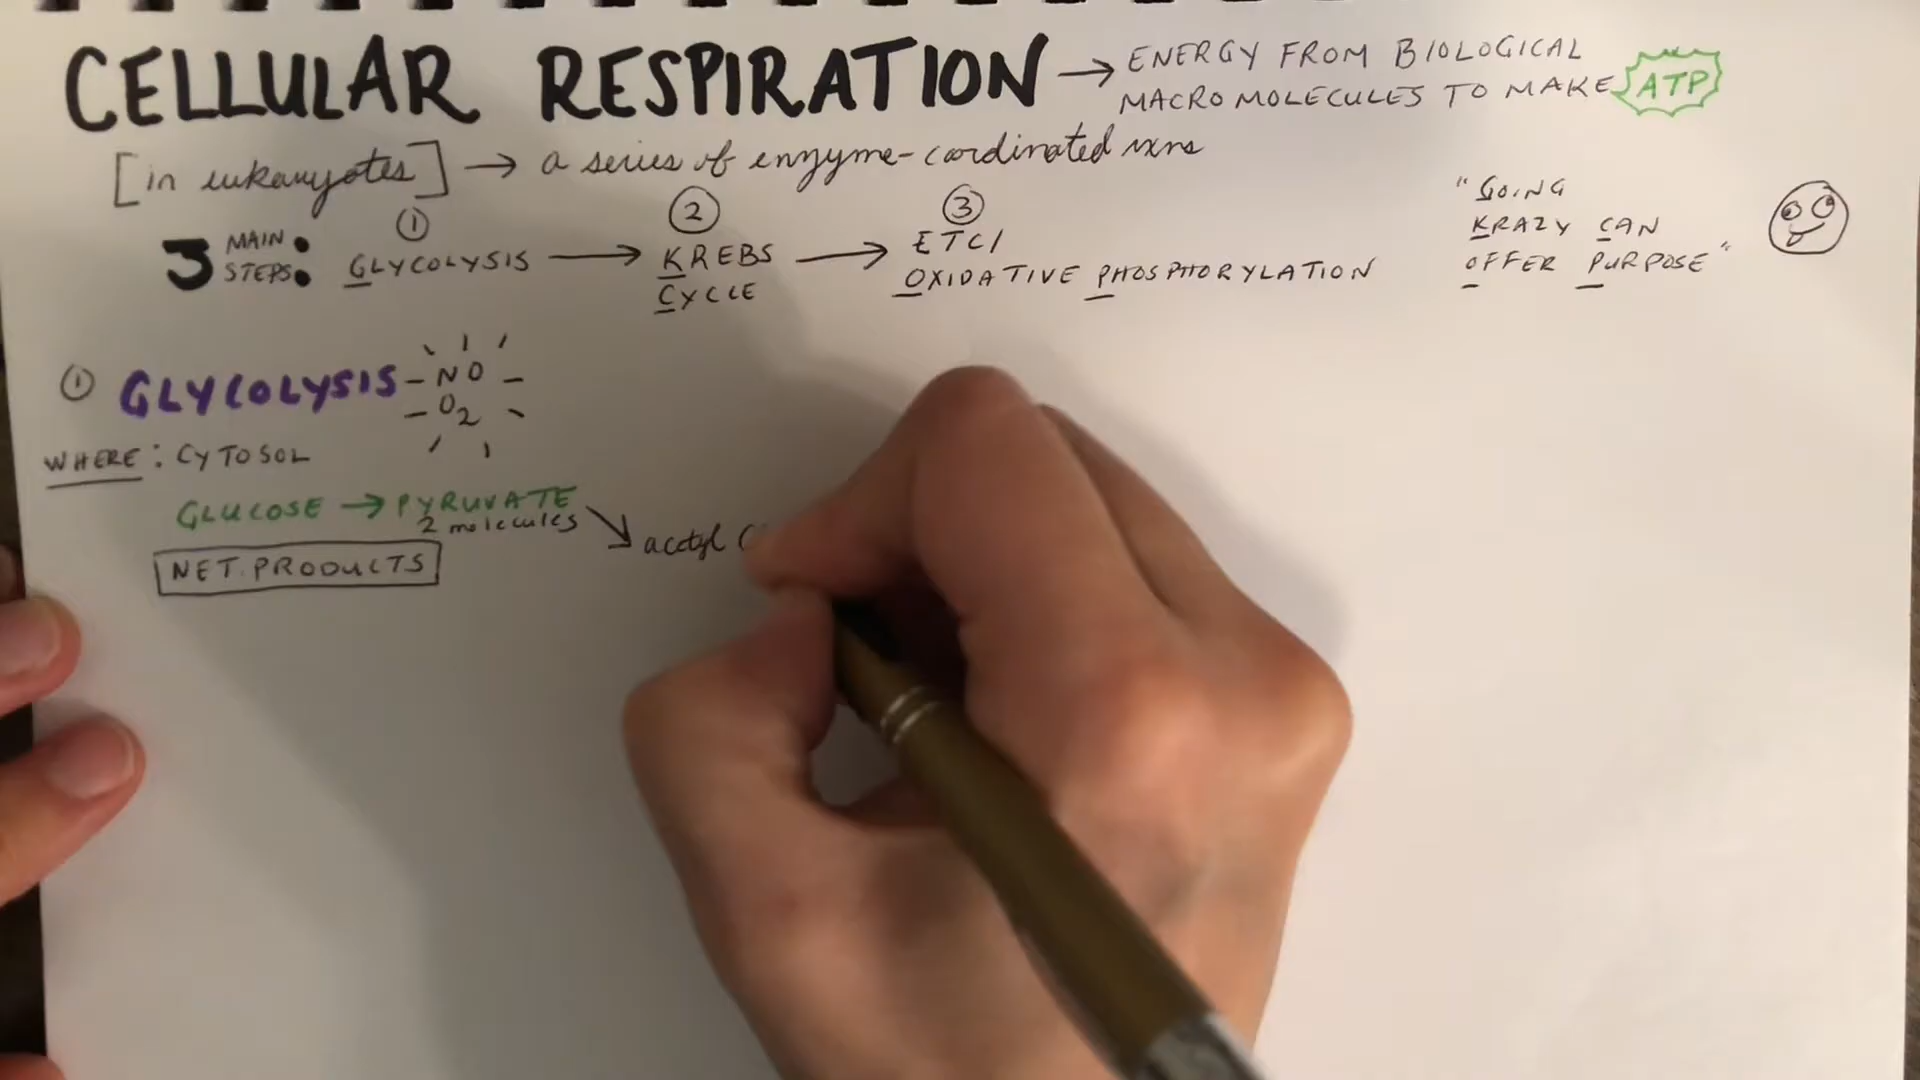 CELLULAR RESPIRATION → ENERGY FROM BIOLOGICAL
MACROMOLECULES TO MAKE ATP
[in eukaryotes] → a series of enzyme-coordinated rxns
3 MAIN STEPS:
① GLYCOLYSIS → ② KREBS CYCLE → ③ ETC/
OXIDATIVE PHOSPHORYLATION
"GOING
KRAZY CAN
OFFER PURPOSE"
① GLYCOLYSIS
NO
O2
WHERE: CYTOSOL
GLUCOSE → PYRUVATE
2 molecules
acetyl
NET PRODUCTS